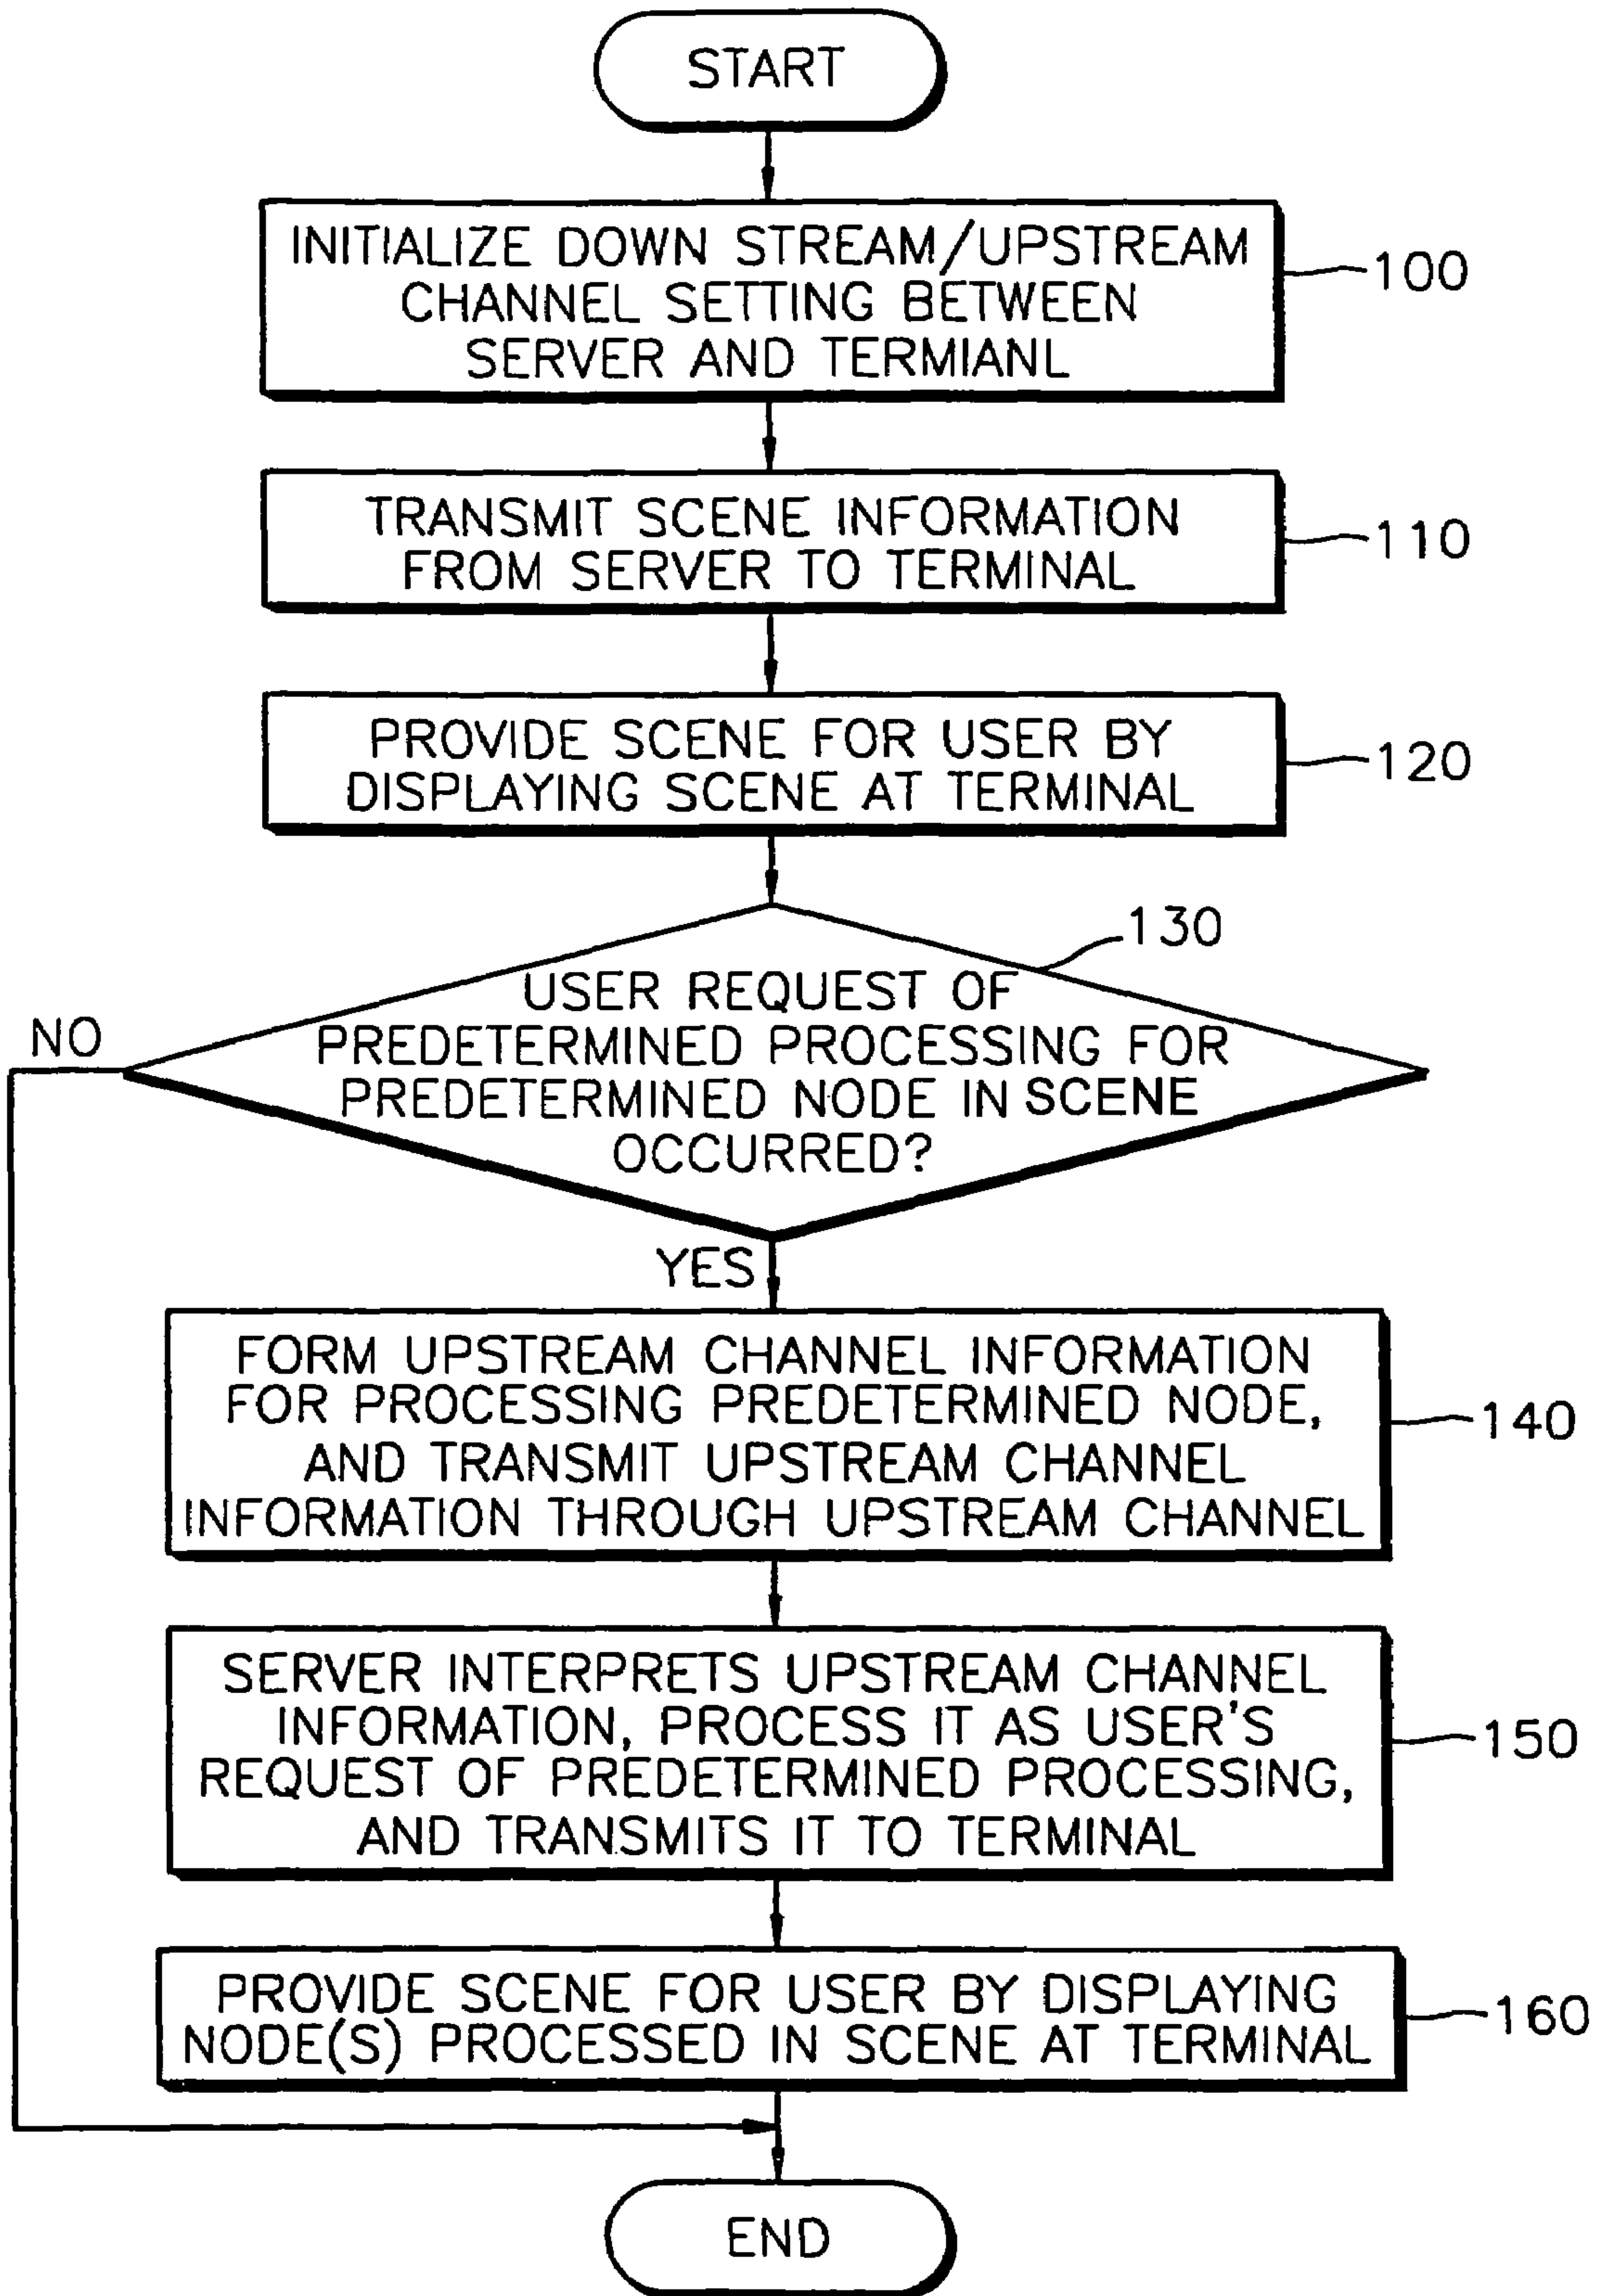 START
INITIALIZE DOWN STREAM/UPSTREAM
CHANNEL SETTING BETWEEN
SERVER AND TERMIANL
100
TRANSMIT SCENE INFORMATION
FROM SERVER TO TERMINAL
110
PROVIDE SCENE FOR USER BY
DISPLAYING SCENE AT TERMINAL
120
130
USER REQUEST OF
PREDETERMINED PROCESSING FOR
PREDETERMINED NODE IN SCENE
OCCURRED?
NO
YES
FORM UPSTREAM CHANNEL INFORMATION
FOR PROCESSING PREDETERMINED NODE,
AND TRANSMIT UPSTREAM CHANNEL
INFORMATION THROUGH UPSTREAM CHANNEL
140
SERVER INTERPRETS UPSTREAM CHANNEL
INFORMATION, PROCESS IT AS USER'S
REQUEST OF PREDETERMINED PROCESSING,
AND TRANSMITS IT TO TERMINAL
150
PROVIDE SCENE FOR USER BY DISPLAYING
NODE(S) PROCESSED IN SCENE AT TERMINAL
160
END